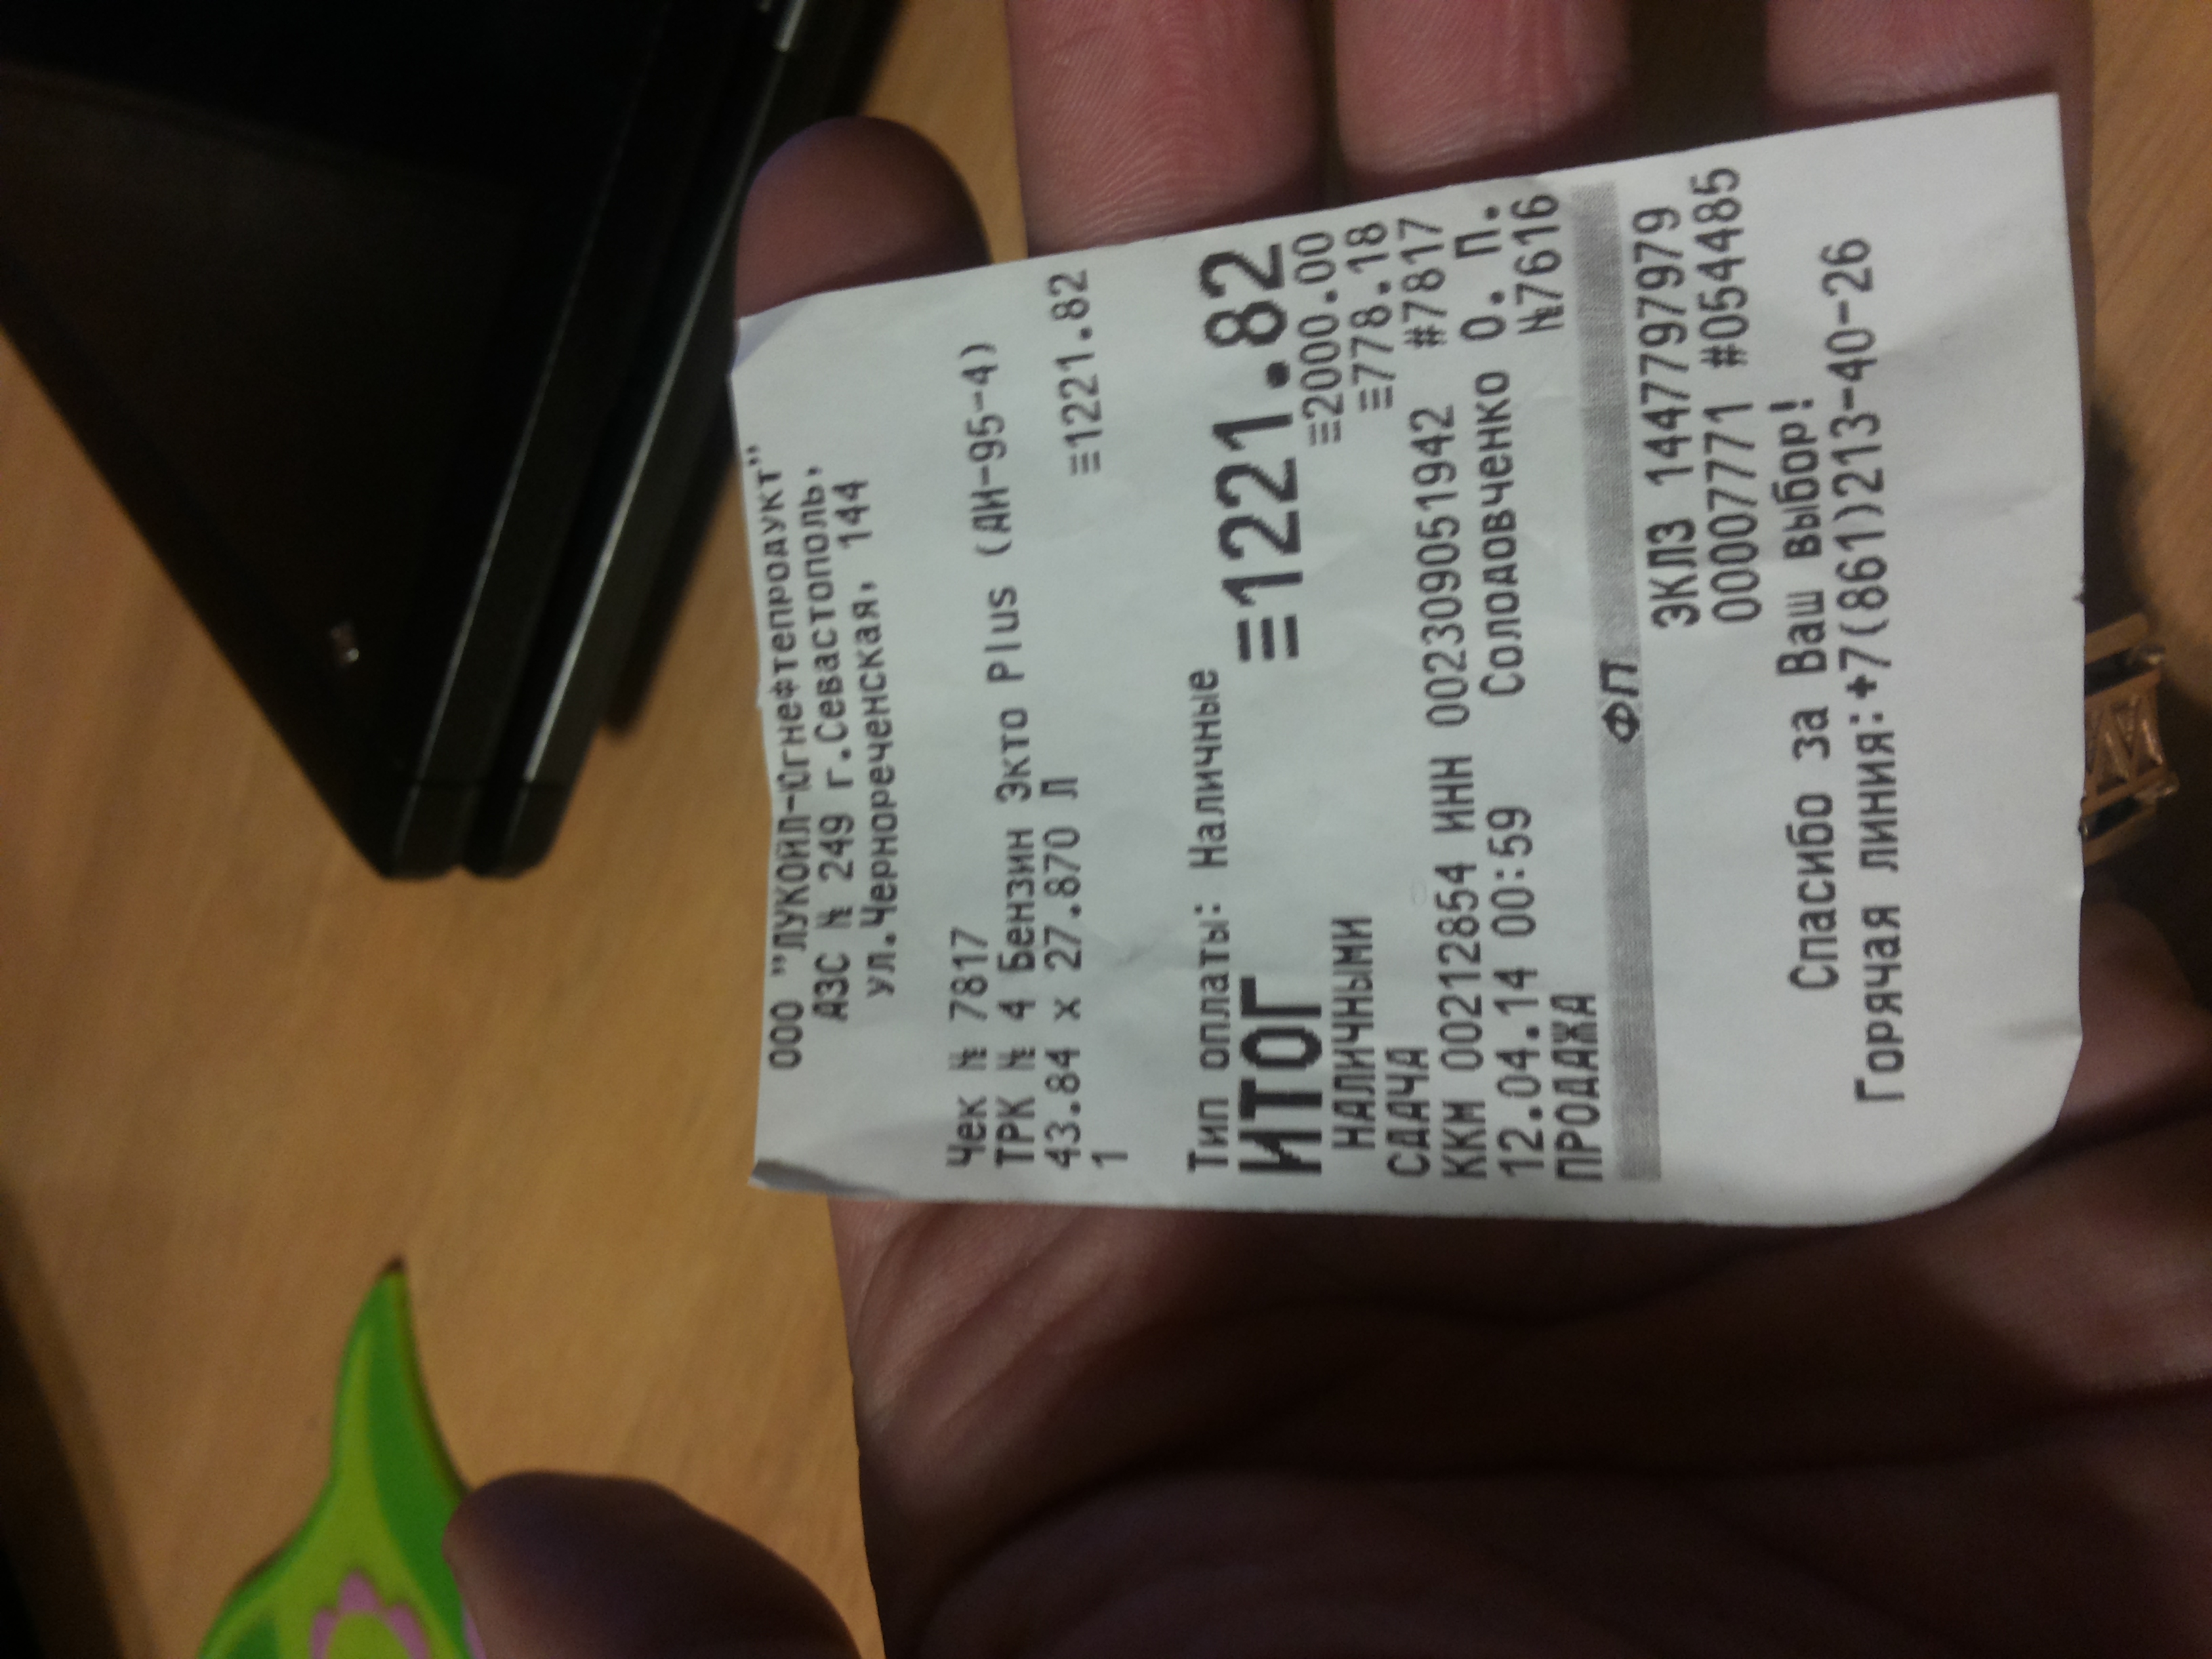 ООО "ЛУКОЙЛ-Югнефтепродукт"
АЗС № 249 г.Севастополь,
ул.Чернореченская, 144
Чек № 7817
ТРК № 4 Бензин Экто Plus (АИ-95-4)
43.84 x 27.870 Л
1 ≡1221.82
Тип оплаты: Наличные
ИТОГ ≡1221.82
НАЛИЧНЫМИ ≡2000.00
СДАЧА ≡778.18
ККМ 00212854 ИНН 002309051942 #7817
12.04.14 00:59 Солодовченко О. П.
ПРОДАЖА №7616
ФП
ЭКЛЗ 1447797979
00007771 #054485
Спасибо за Ваш выбор!
Горячая линия:+7(861)213-40-26